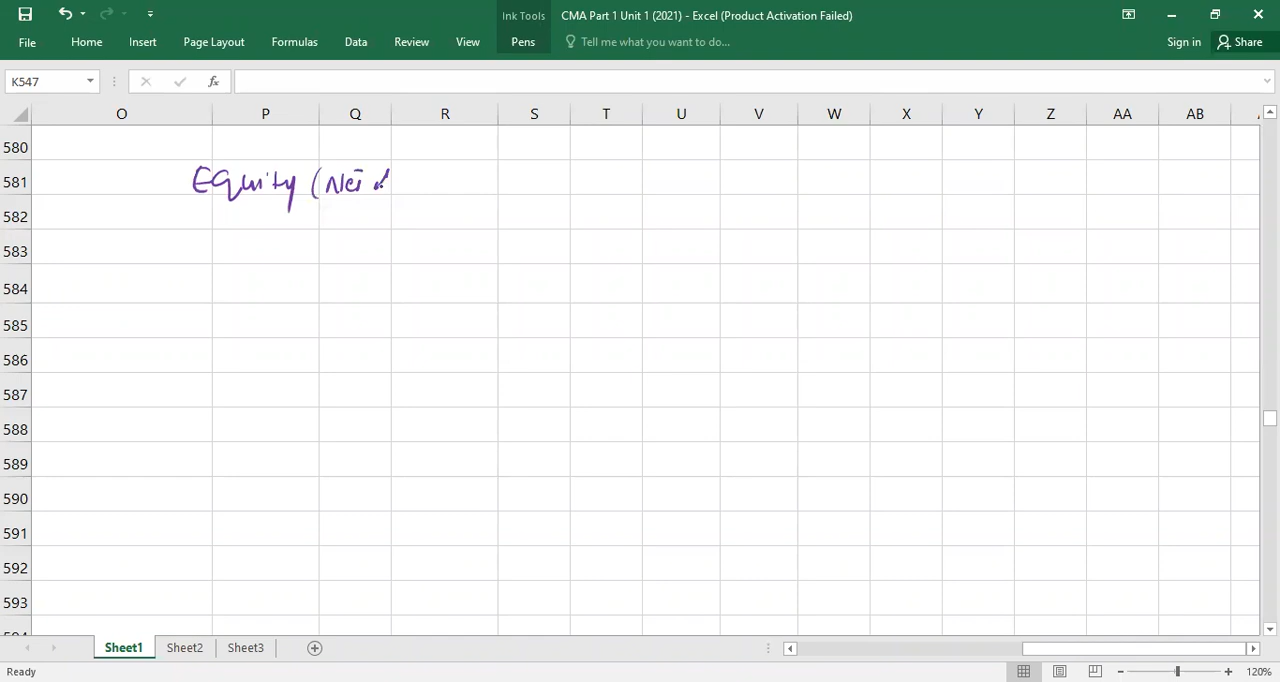 Ink Tools
CMA Part 1 Unit 1 (2021) - Excel (Product Activation Failed)
File Home Insert Page Layout Formulas Data Review View Pens Tell me what you want to do... Sign in Share
K547 fx
O P Q R S T U V W X Y Z AA AB
580
581 Equity (Net
582
583
584
585
586
587
588
589
590
591
592
593
Sheet1 Sheet2 Sheet3
Ready 120%